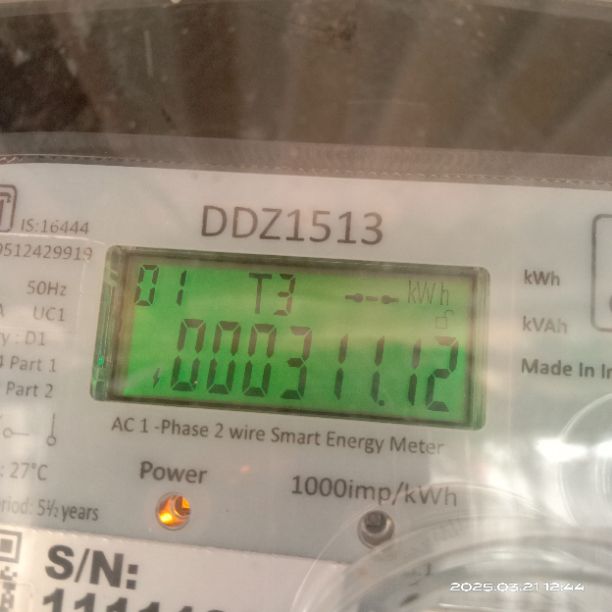 IS:16444
DDZ1513
9512429919
50Hz
UC1
01 T3 kWh
000311.12
kWh
kVAh
: D1
Part 1
Part 2
Made In
AC 1 -Phase 2 wire Smart Energy Meter
: 27°C
Power
1000imp/kWh
eriod: 5½ years
S/N:
2025.03.21 12:44